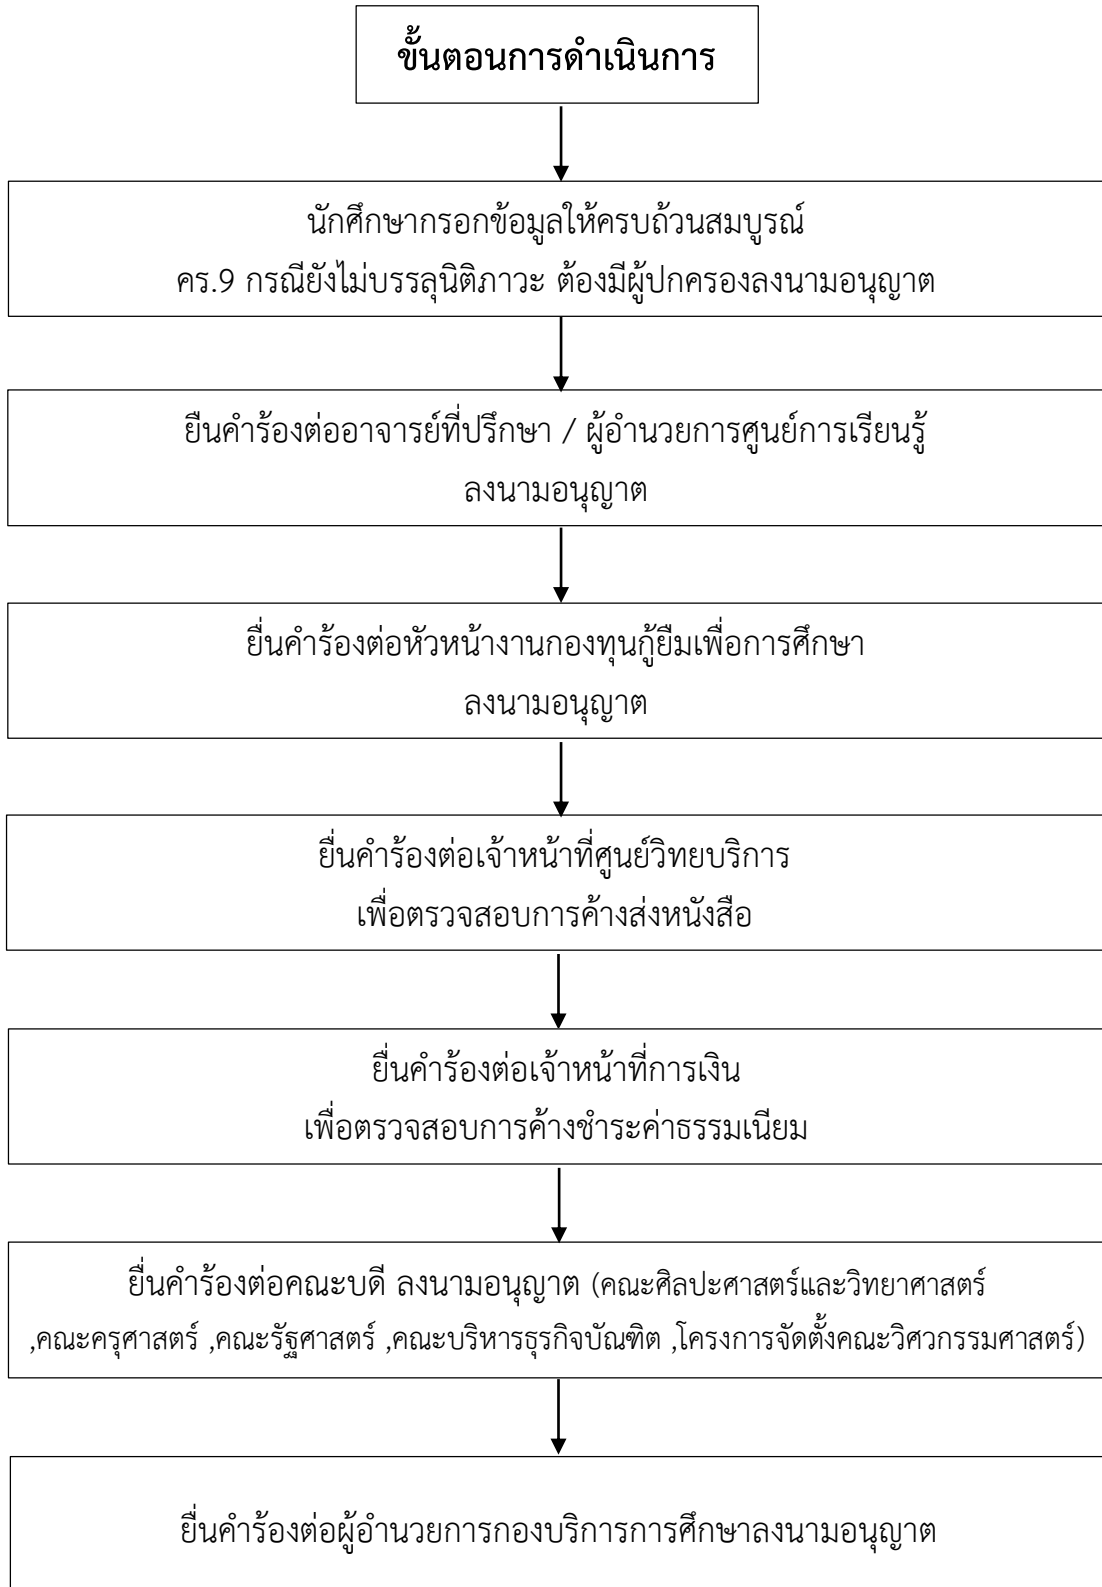 ขั้นตอนการดำเนินการ
นักศึกษากรอกข้อมูลให้ครบถ้วนสมบูรณ์
คร.9 กรณียังไม่บรรลุนิติภาวะ ต้องมีผู้ปกครองลงนามอนุญาต
ยืนคำร้องต่ออาจารย์ที่ปรึกษา / ผู้อำนวยการศูนย์การเรียนรู้
ลงนามอนุญาต
ยื่นคำร้องต่อหัวหน้างานกองทุนกู้ยืมเพื่อการศึกษา
ลงนามอนุญาต
ยื่นคำร้องต่อเจ้าหน้าที่ศูนย์วิทยบริการ
เพื่อตรวจสอบการค้างส่งหนังสือ
ยื่นคำร้องต่อเจ้าหน้าที่การเงิน
เพื่อตรวจสอบการค้างชำระค่าธรรมเนียม
ยื่นคำร้องต่อคณะบดี ลงนามอนุญาต (คณะศิลปะศาสตร์และวิทยาศาสตร์
,คณะครุศาสตร์ ,คณะรัฐศาสตร์ ,คณะบริหารธุรกิจบัณฑิต ,โครงการจัดตั้งคณะวิศวกรรมศาสตร์)
ยื่นคำร้องต่อผู้อำนวยการกองบริการการศึกษาลงนามอนุญาต